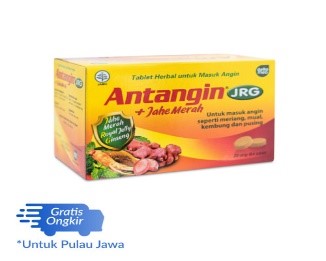 Tablet Herbal untuk Masuk Angin
Antangin JRG
+ Jahe Merah
Jahe
Merah
Royal Jelly
Ginseng
Untuk masuk angin
seperti meriang, mual,
kembung dan pusing
Gratis
Ongkir
*Untuk Pulau Jawa